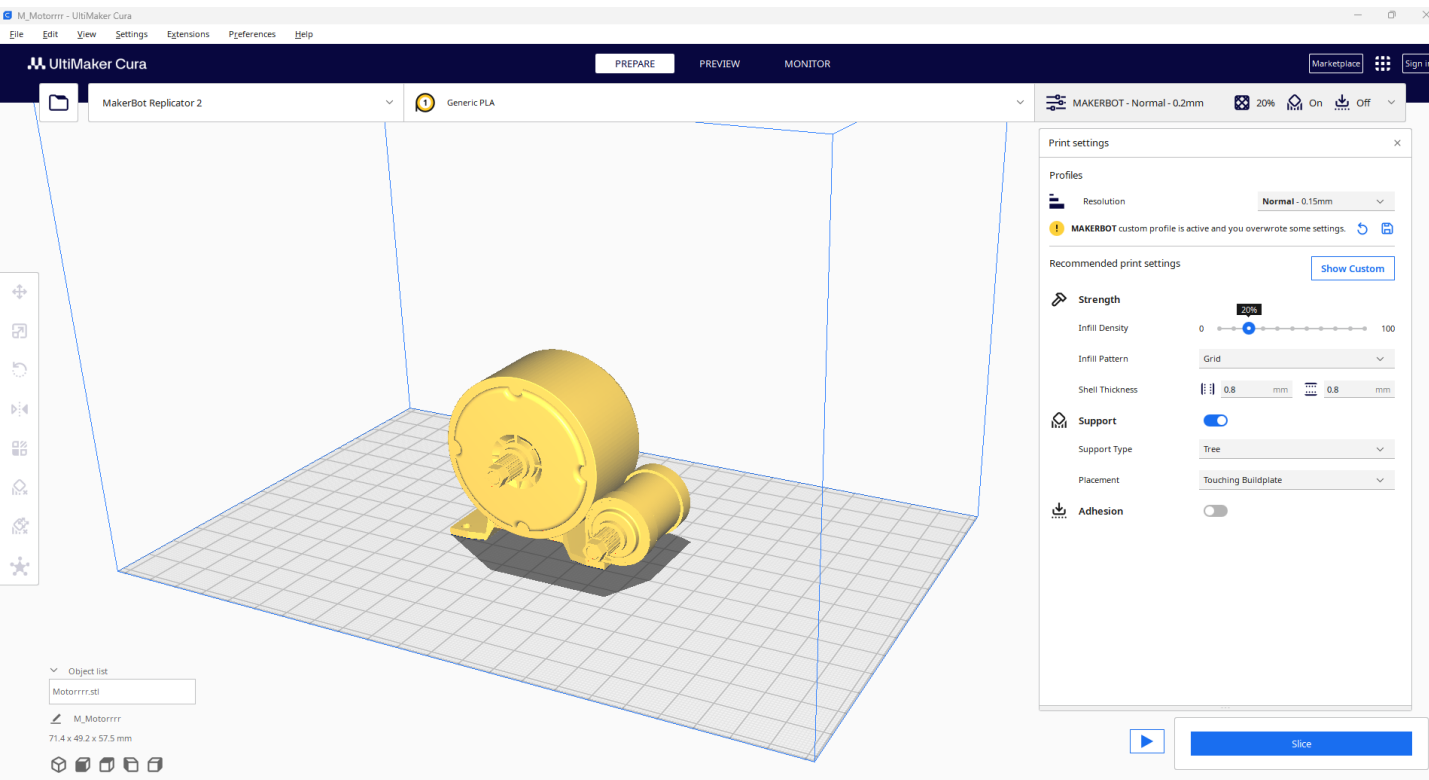 M_Motorrrr - UltiMaker Cura
File Edit View Settings Extensions Preferences Help
UltiMaker Cura
PREPARE PREVIEW MONITOR
Marketplace
Sign i
MakerBot Replicator 2
1 Generic PLA
MAKERBOT - Normal - 0.2mm 20% On Off
Print settings
Profiles
Resolution Normal - 0.15mm
! MAKERBOT custom profile is active and you overwrote some settings.
Recommended print settings
Show Custom
Strength
20%
Infill Density 0 100
Infill Pattern Grid
Shell Thickness 0.8 mm 0.8 mm
Support
Support Type Tree
Placement Touching Buildplate
Adhesion
Object list
Motorrrr.stl
M_Motorrrr
71.4 x 49.2 x 57.5 mm
Slice